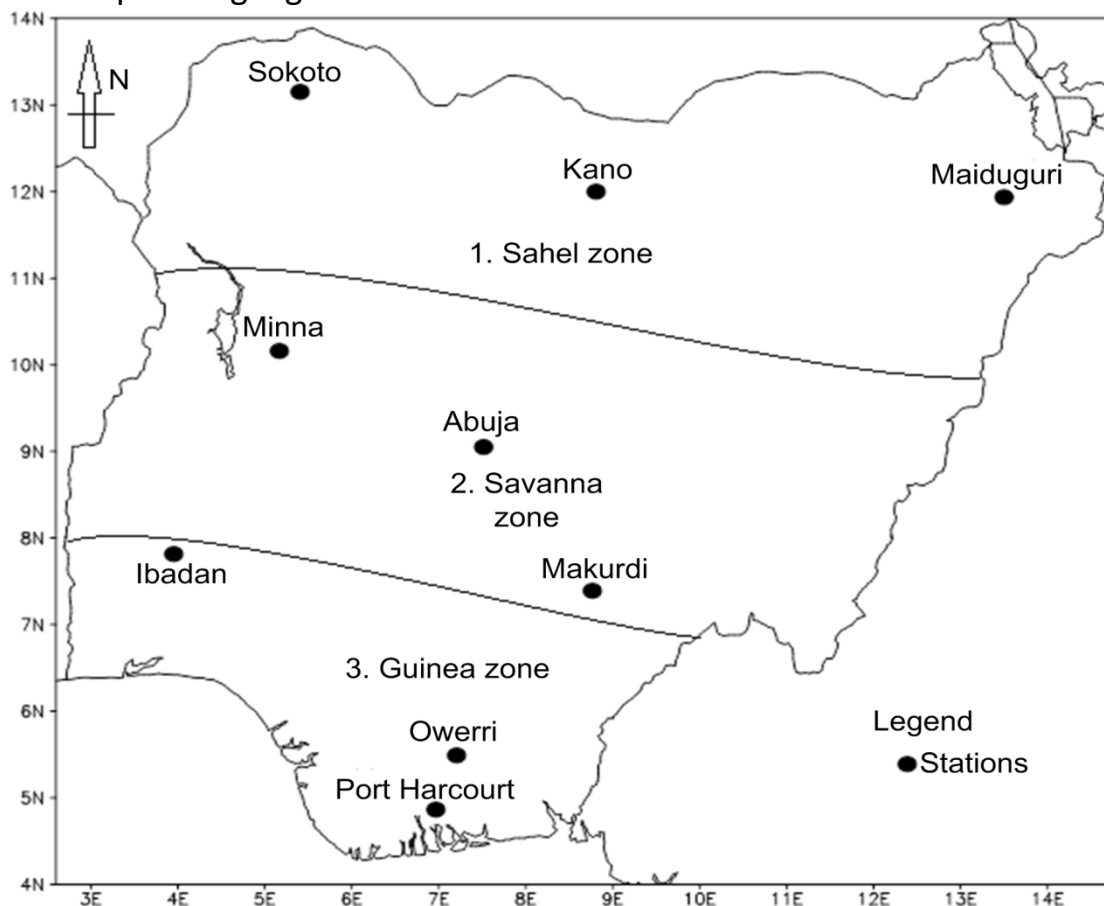 14N
13N
12N
11N
10N
9N
8N
7N
6N
5N
4N
3E
4E
5E
6E
7E
8E
9E
10E
11E
12E
13E
14E
N
Sokoto
Kano
Maiduguri
1. Sahel zone
Minna
Abuja
2. Savanna
zone
Ibadan
Makurdi
3. Guinea zone
Owerri
Port Harcourt
Legend
Stations